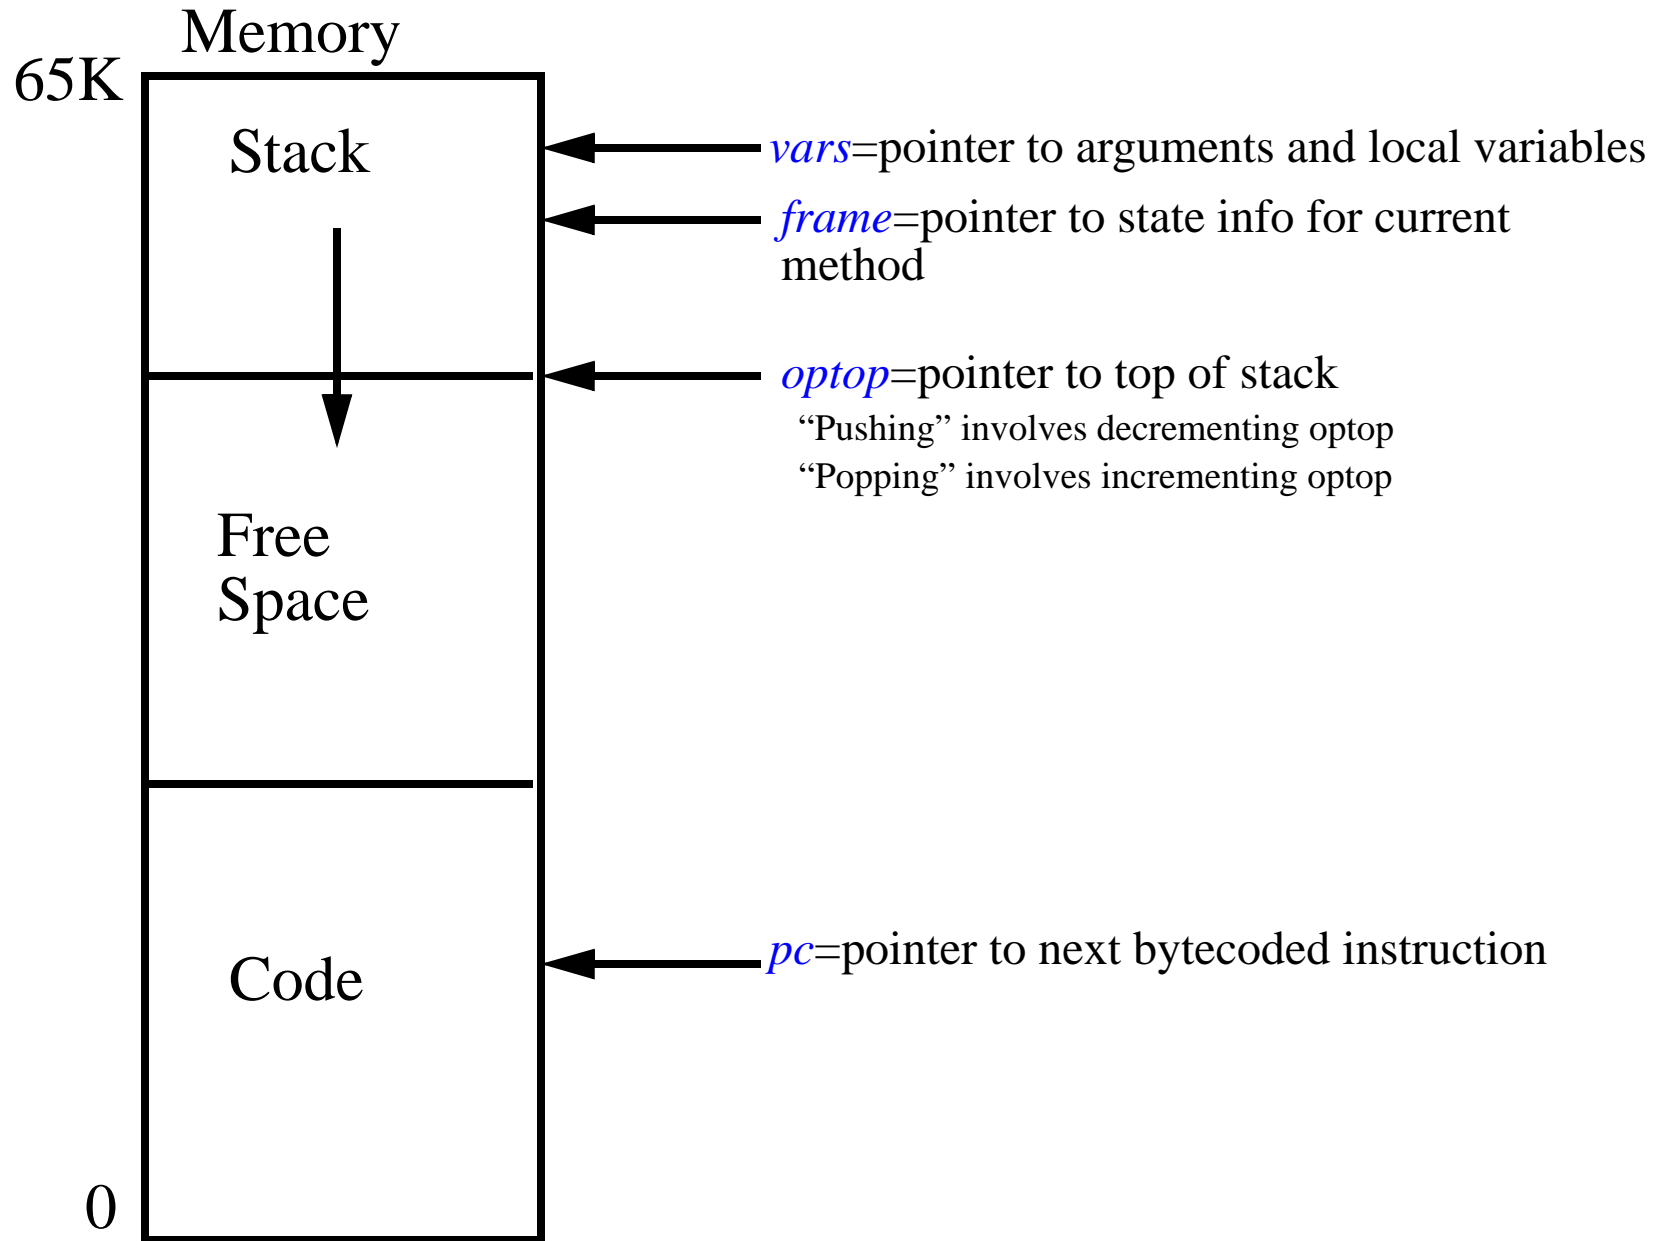 Memory
65K
Stack
vars=pointer to arguments and local variables
frame=pointer to state info for current
method
optop=pointer to top of stack
“Pushing” involves decrementing optop
“Popping” involves incrementing optop
Free
Space
pc=pointer to next bytecoded instruction
Code
0